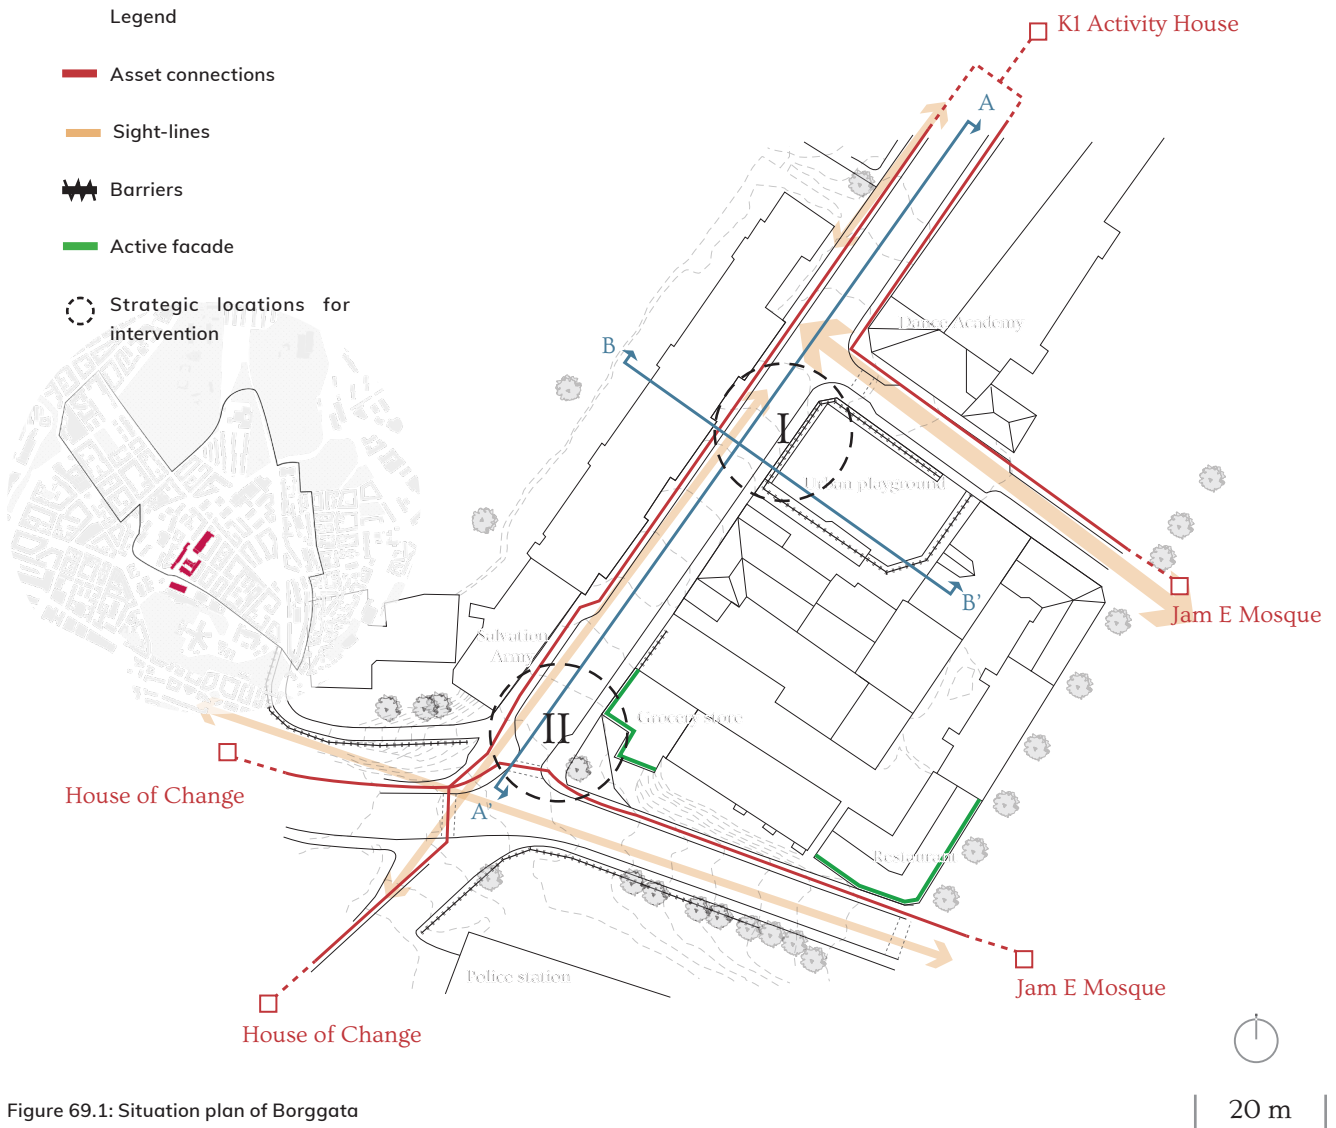 Legend
Asset connections
Sight-lines
Barriers
Active facade
Strategic locations for
intervention
K1 Activity House
A
Dance Academy
B
I
Urban playground
B'
Jam E Mosque
Salvation
Army
II
Grocery store
House of Change
A"
Restaurant
Police station
Jam E Mosque
House of Change
20 m
Figure 69.1: Situation plan of Borggata